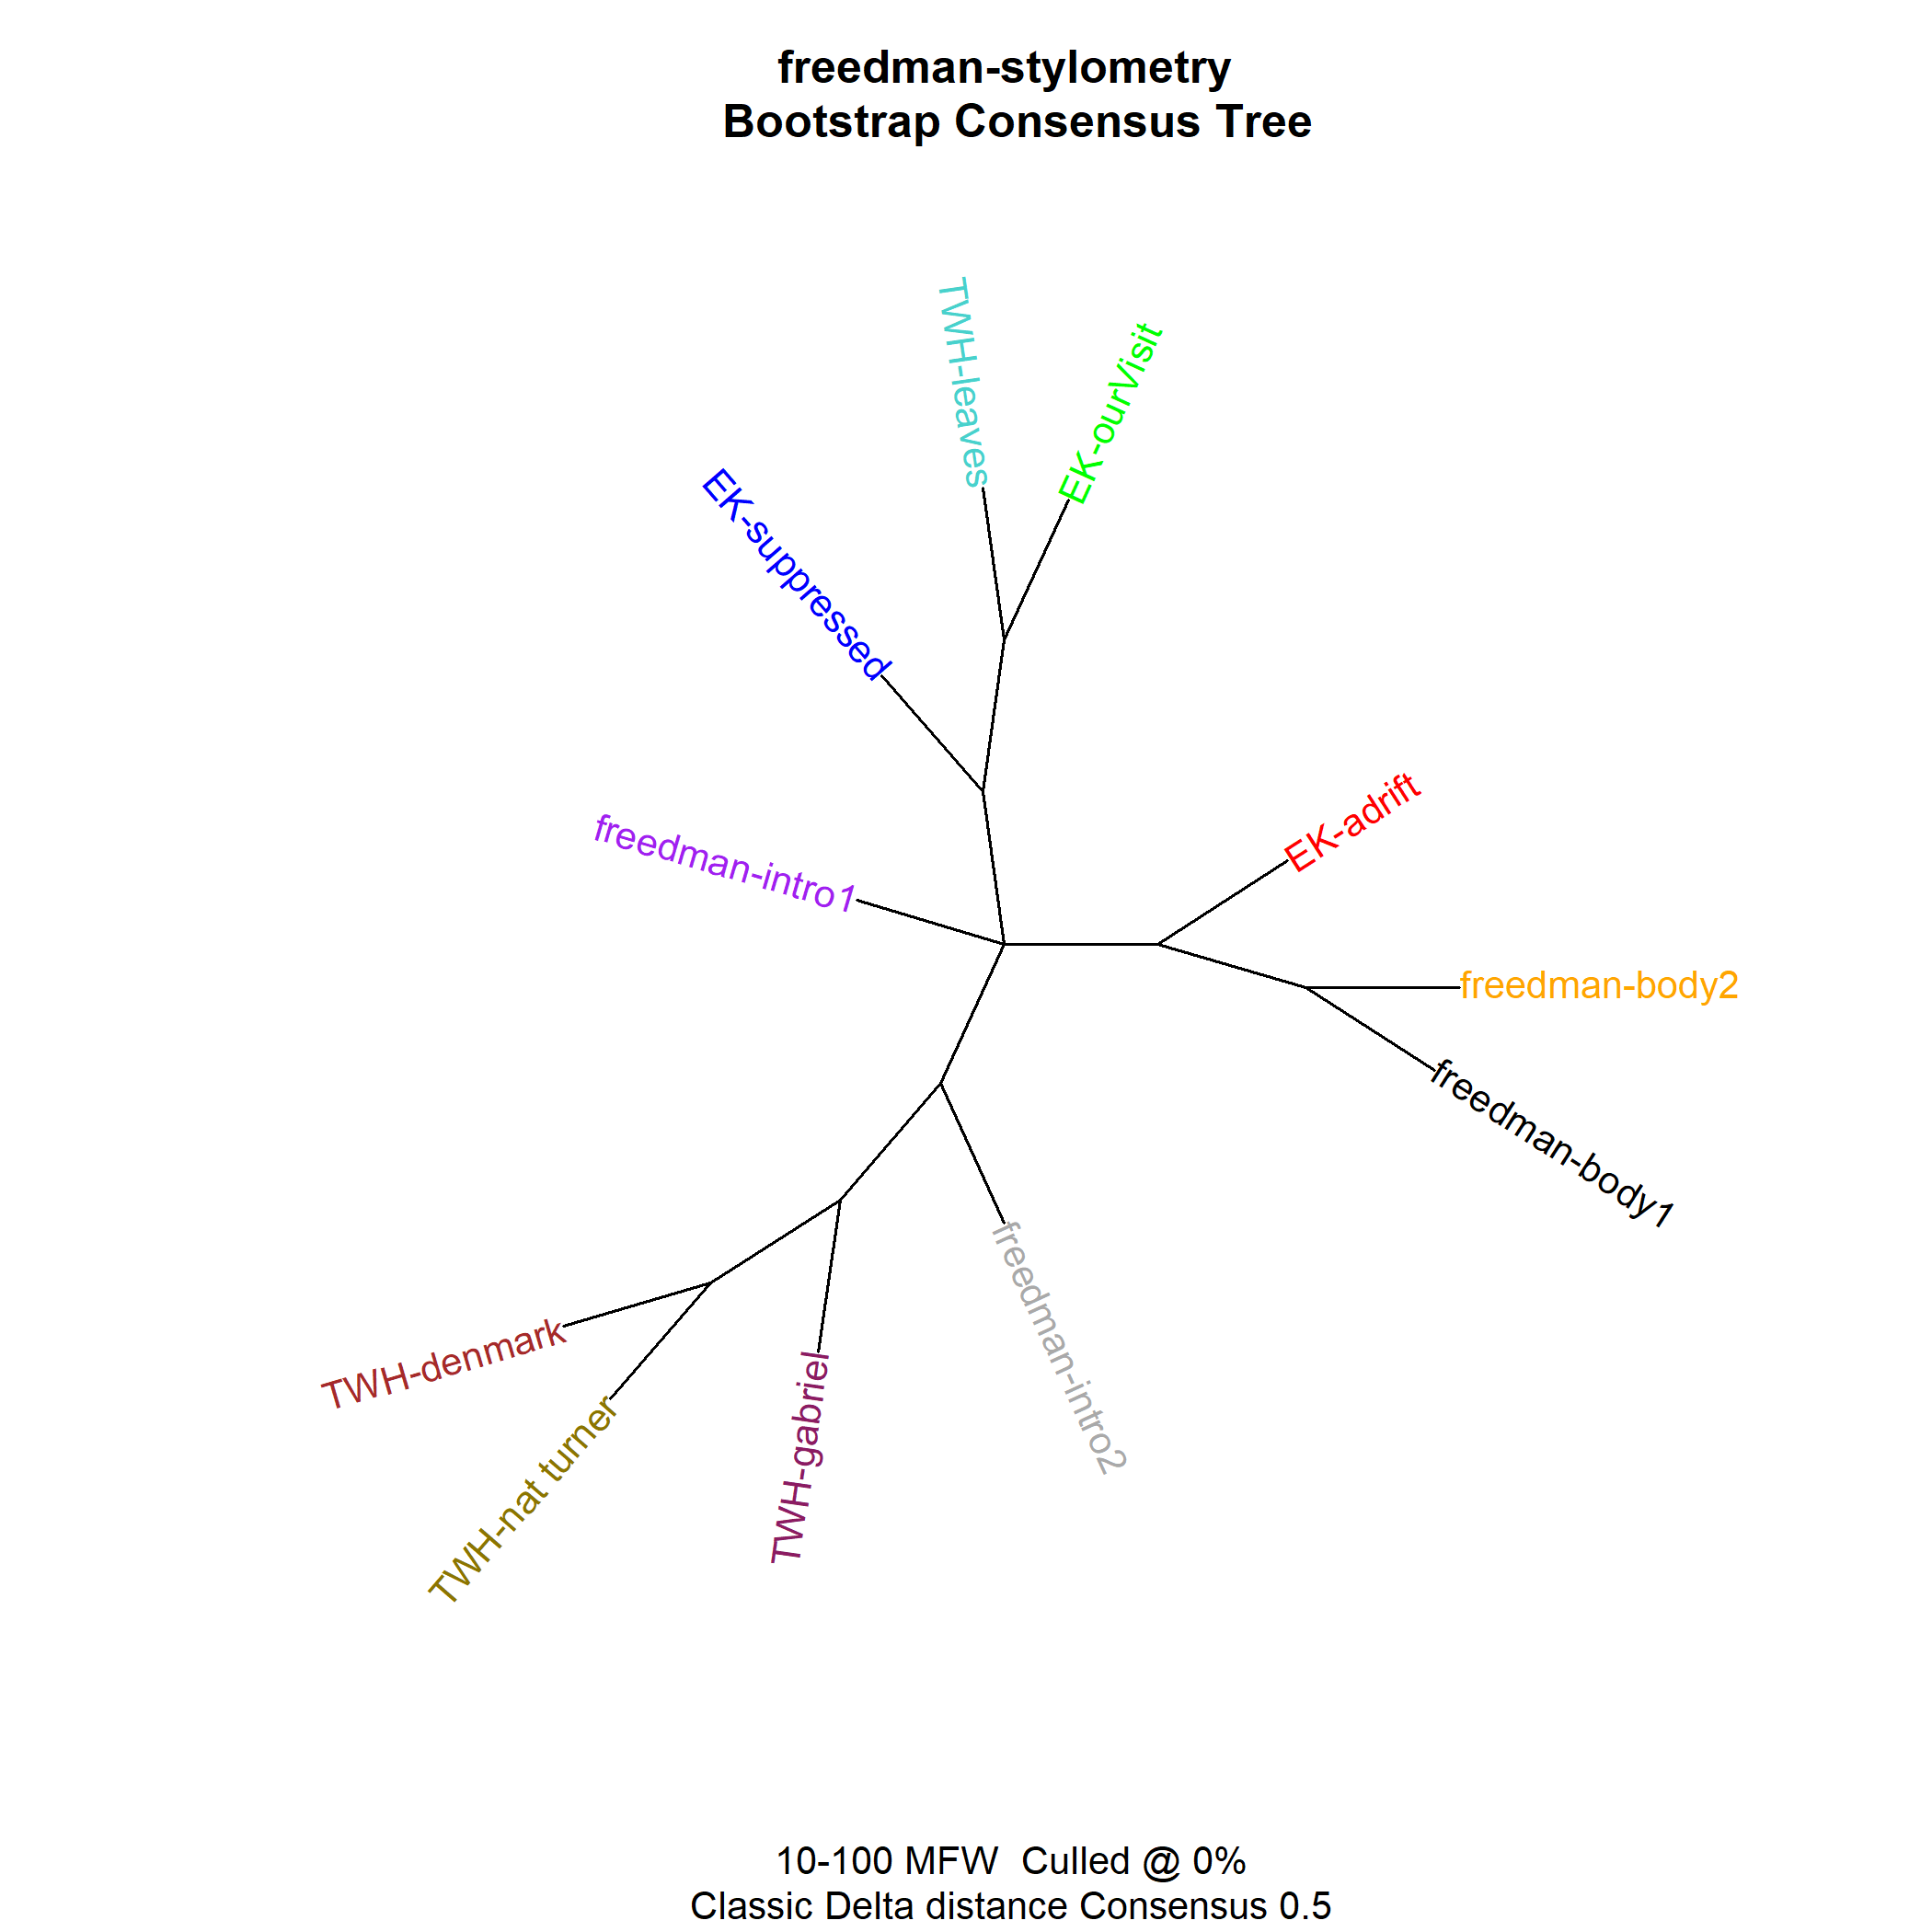 freedman-stylometry
Bootstrap Consensus Tree
TWH-leaves
EK-ourVisit
EK-suppressed
EK-adrift
freedman-intro1
freedman-body2
freedman-body1
TWH-denmark
TWH-nat turner
TWH-gabriel
freedman-intro2
10-100 MFW  Culled @ 0%
Classic Delta distance Consensus 0.5